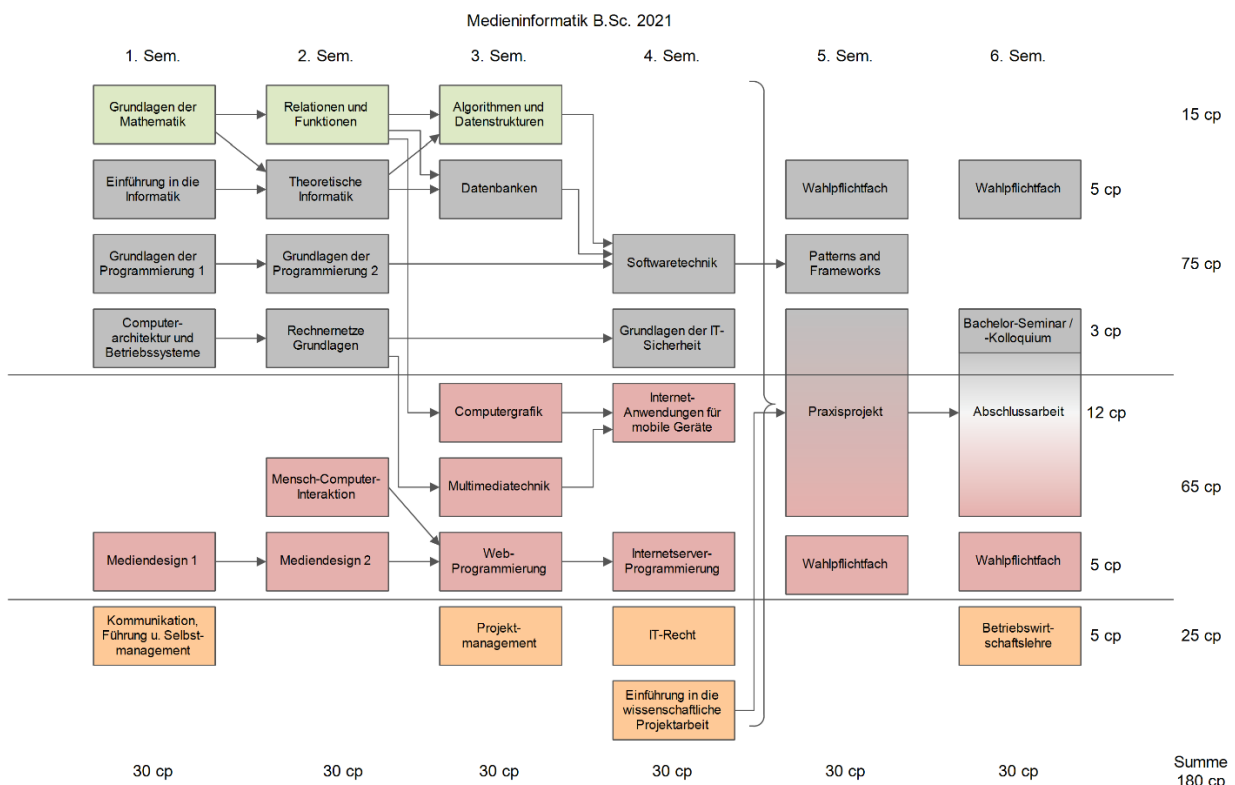 Medieninformatik B.Sc. 2021
1. Sem.
2. Sem.
3. Sem.
4. Sem.
5. Sem.
6. Sem.
Grundlagen der
Mathematik
Relationen und
Funktionen
Algorithmen und
Datenstrukturen
15 cp
Einführung in die
Informatik
Theoretische
Informatik
Datenbanken
Wahlpflichtfach
Wahlpflichtfach
5 cp
Grundlagen der
Programmierung 1
Grundlagen der
Programmierung 2
Softwaretechnik
Patterns and
Frameworks
75 cp
Computer-
architektur und
Betriebssysteme
Rechnernetze
Grundlagen
Grundlagen der IT-
Sicherheit
Bachelor-Seminar /
-Kolloquium
3 cp
Computergrafik
Internet-
Anwendungen für
mobile Geräte
Praxisprojekt
Abschlussarbeit
12 cp
Mensch-Computer-
Interaktion
Multimediatechnik
65 cp
Mediendesign 1
Mediendesign 2
Web-
Programmierung
Internetserver-
Programmierung
Wahlpflichtfach
Wahlpflichtfach
5 cp
Kommunikation,
Führung u. Selbst-
management
Projekt-
management
IT-Recht
Betriebswirt-
schaftslehre
5 cp
25 cp
Einführung in die
wissenschaftliche
Projektarbeit
30 cp
30 cp
30 cp
30 cp
30 cp
30 cp
Summe
180 cp